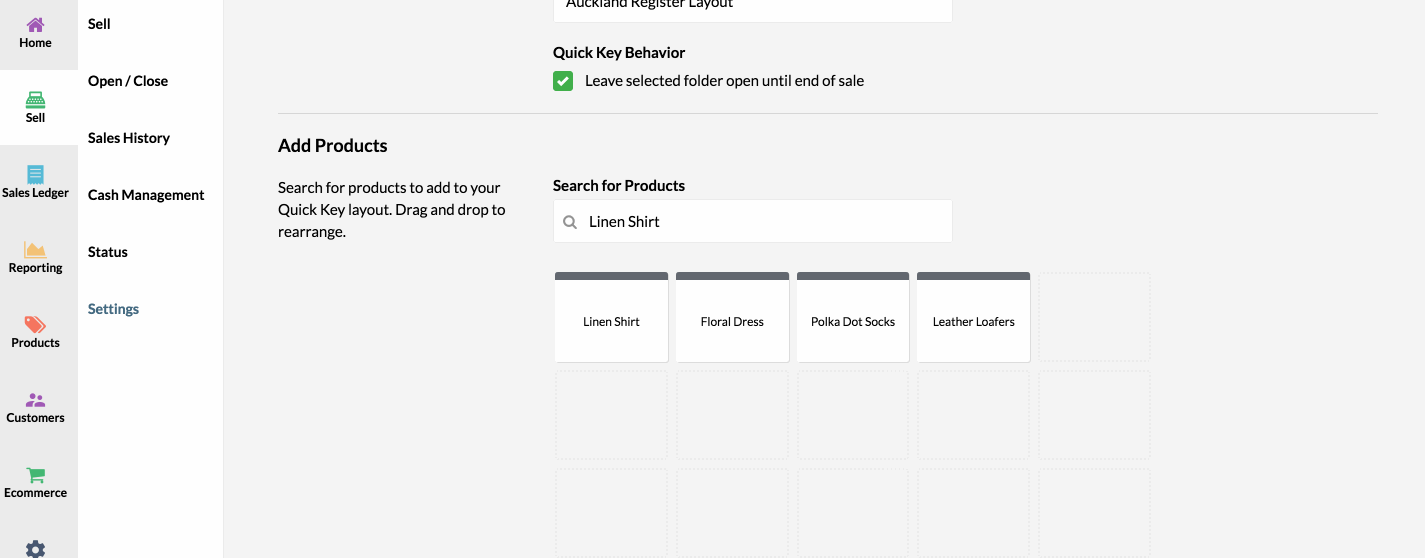 Auckland Register Layout
Home
Sell
Sales Ledger
Reporting
Products
Customers
Ecommerce
Sell
Open / Close
Sales History
Cash Management
Status
Settings
Quick Key Behavior
Leave selected folder open until end of sale
Add Products
Search for products to add to your
Quick Key layout. Drag and drop to
rearrange.
Search for Products
Linen Shirt
Linen Shirt
Floral Dress
Polka Dot Socks
Leather Loafers